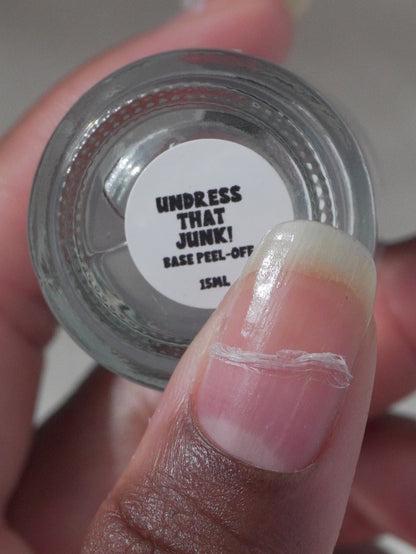 UNDRESS
THAT
JUNK!
BASE PEEL-OFF
15ML